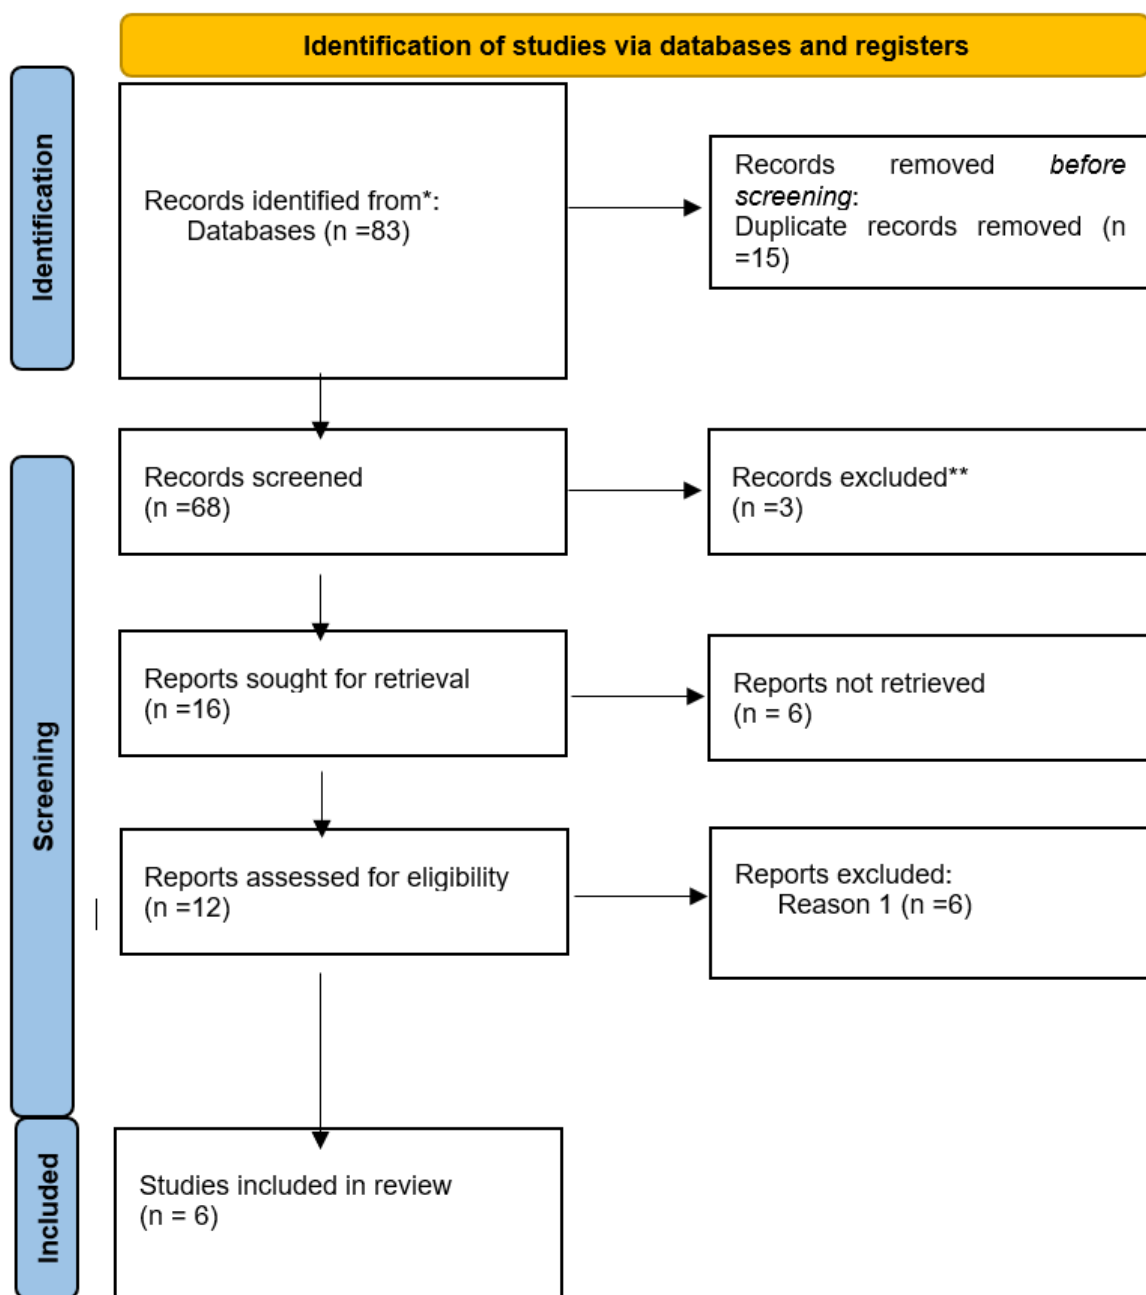 Identification of studies via databases and registers
Identification
Records identified from*:
Databases (n =83)
Records removed before
screening:
Duplicate records removed (n
=15)
Screening
Records screened
(n =68)
Records excluded**
(n =3)
Reports sought for retrieval
(n =16)
Reports not retrieved
(n = 6)
Reports assessed for eligibility
(n =12)
Reports excluded:
Reason 1 (n =6)
Included
Studies included in review
(n = 6)